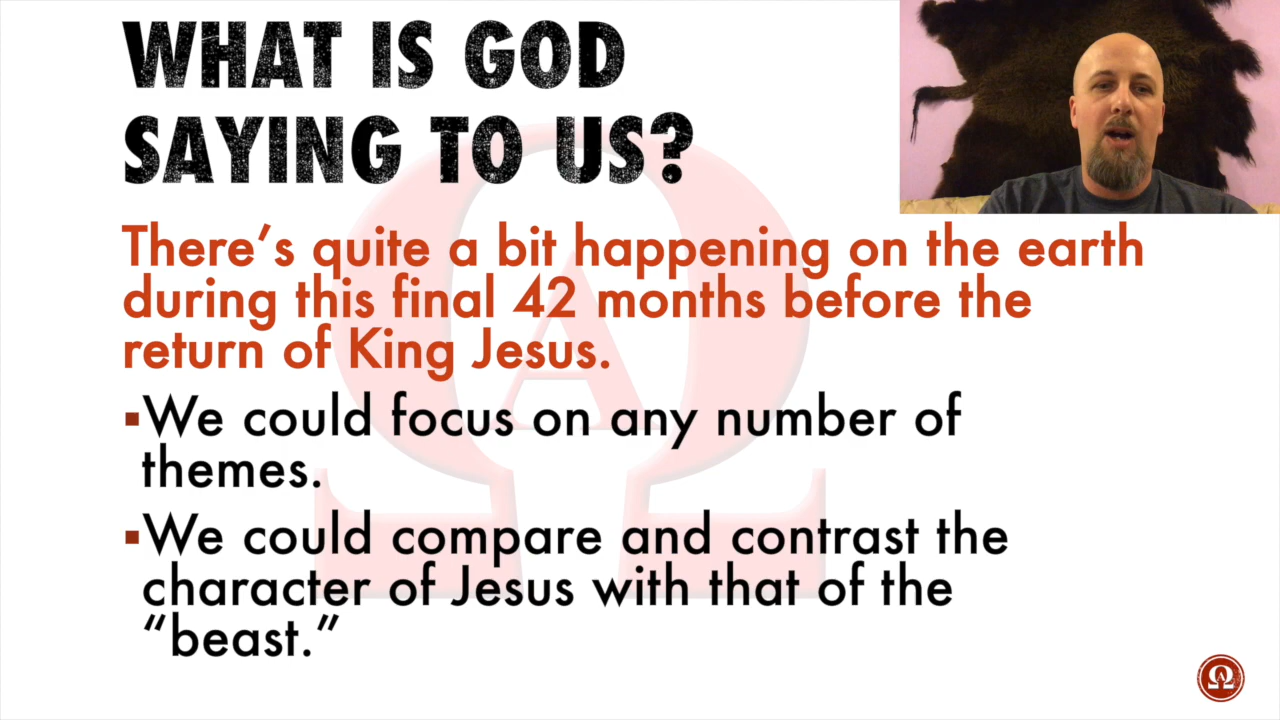 WHAT IS GOD
SAYING TO US?
There's quite a bit happening on the earth
during this final 42 months before the
return of King Jesus.
▪We could focus on any number of
themes.
▪We could compare and contrast the
character of Jesus with that of the
“beast.”
ΩA
ΩA